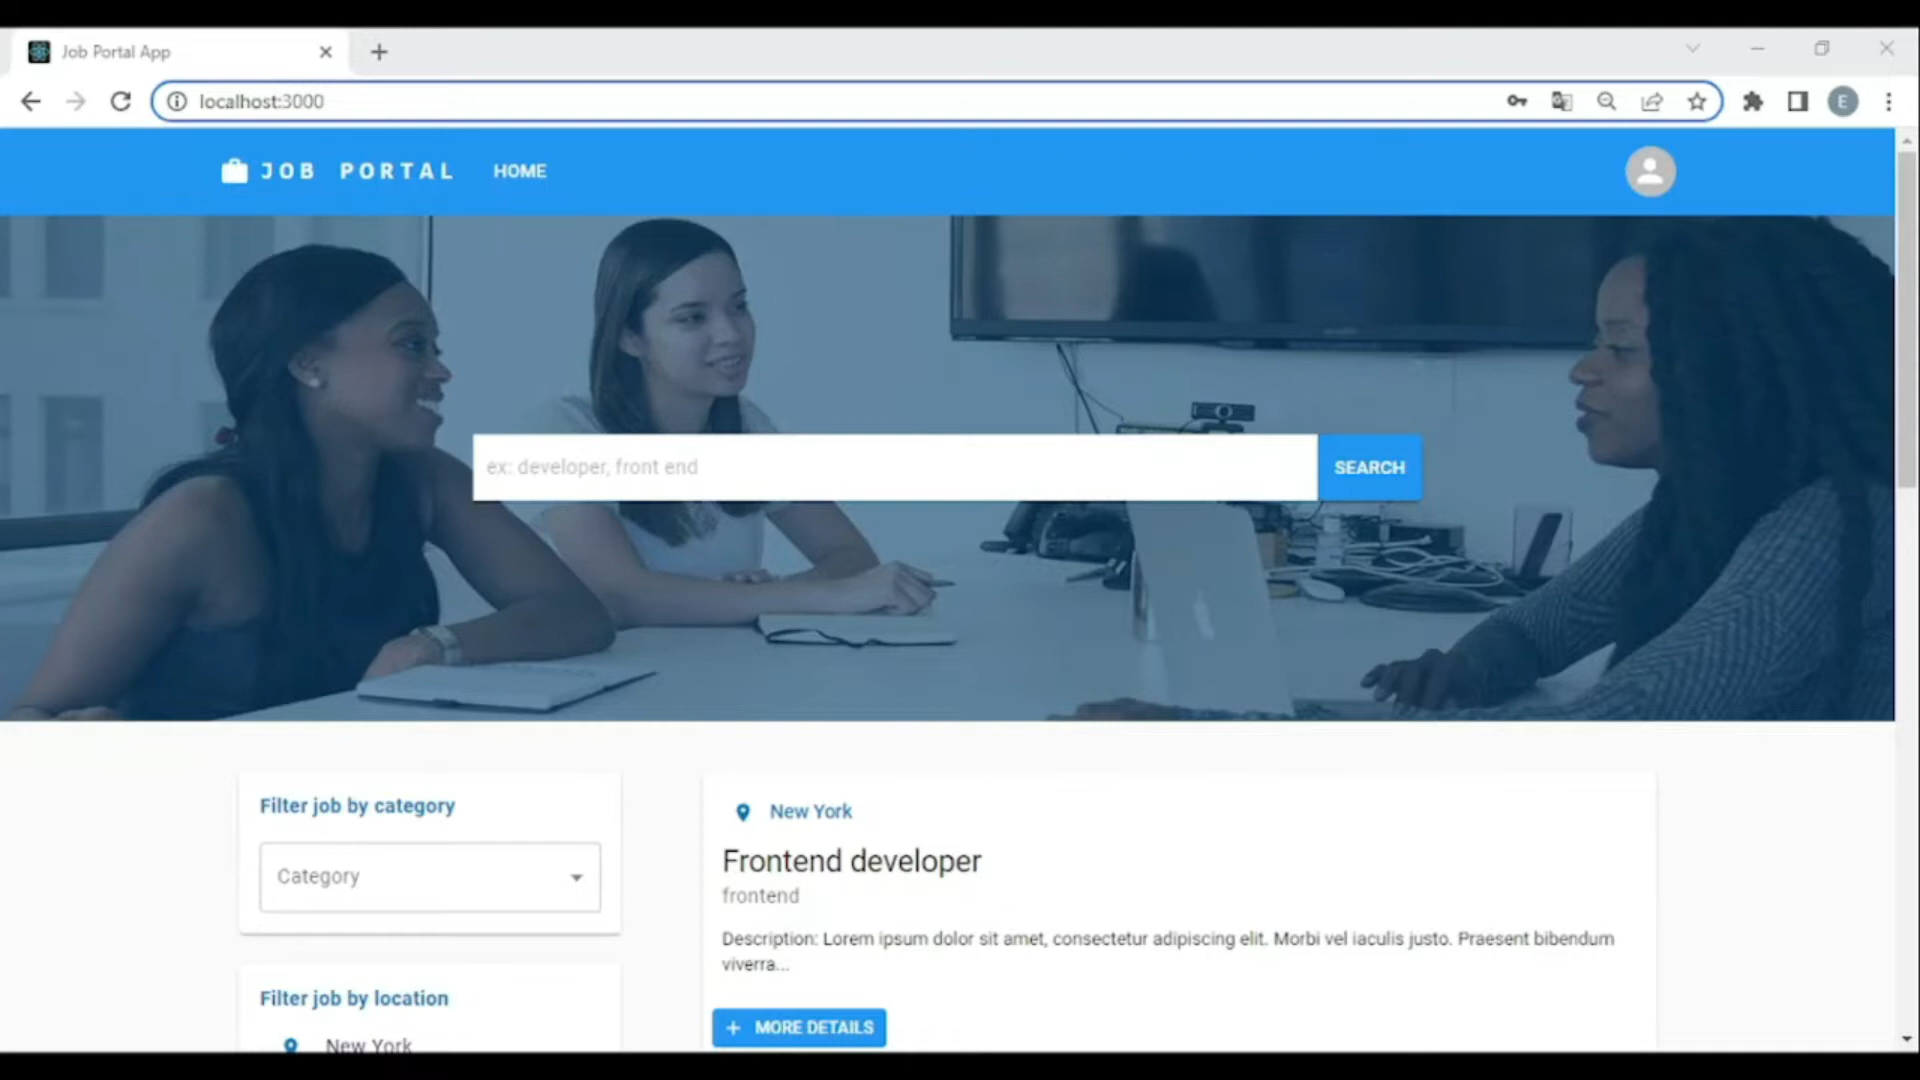 Job Portal App
localhost:3000
E
JOB PORTAL
HOME
ex: developer, front end
SEARCH
Filter job by category
Category
Filter job by location
New York
New York
Frontend developer
frontend
Description: Lorem ipsum dolor sit amet, consectetur adipiscing elit. Morbi vel iaculis justo. Praesent bibendum
viverra...
+ MORE DETAILS